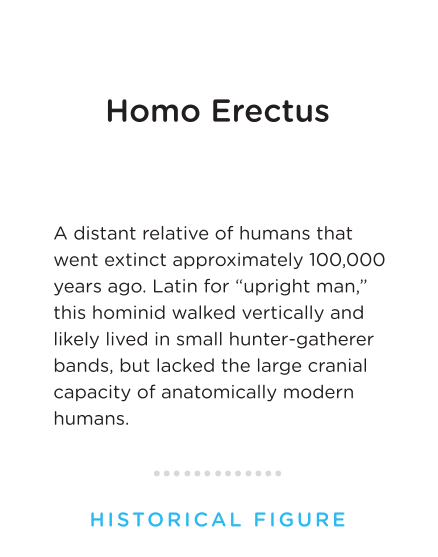 Homo Erectus
A distant relative of humans that
went extinct approximately 100,000
years ago. Latin for “upright man,”
this hominid walked vertically and
likely lived in small hunter-gatherer
bands, but lacked the large cranial
capacity of anatomically modern
humans.
HISTORICAL FIGURE